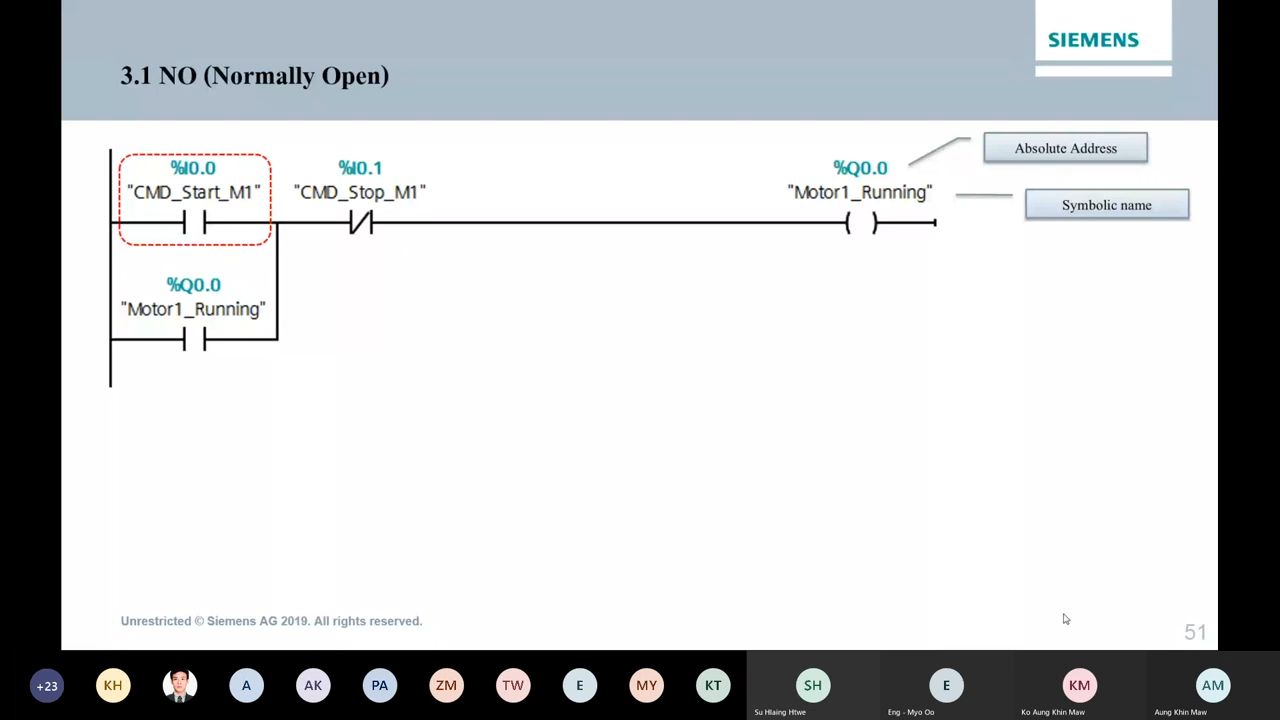 SIEMENS
3.1 NO (Normally Open)
%I0.0
"CMD_Start_M1"
%I0.1
"CMD_Stop_M1"
%Q0.0
"Motor1_Running"
Absolute Address
Symbolic name
%Q0.0
"Motor1_Running"
Unrestricted © Siemens AG 2019. All rights reserved.
51
+23
KH
A
AK
PA
ZM
TW
E
MY
KT
SH
Su Hlaing Htwe
E
Eng - Myo Oo
KM
Ko Aung Khin Maw
AM
Aung Khin Maw